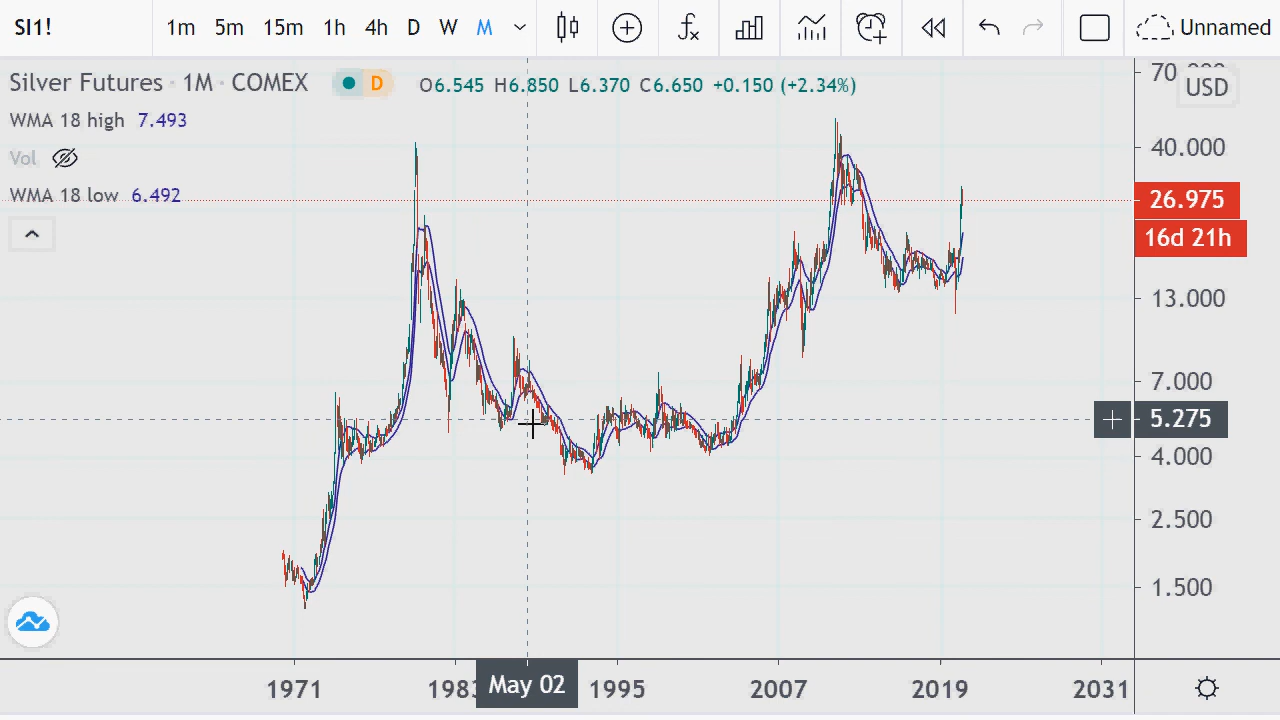 SI1! 1m 5m 15m 1h 4h D W M Unnamed
Silver Futures · 1M · COMEX D O6.545 H6.850 L6.370 C6.650 +0.150 (+2.34%)
WMA 18 high 7.493
Vol
WMA 18 low 6.492
USD
40.000
26.975
16d 21h
13.000
7.000
5.275
4.000
2.500
1.500
1971 May 02 1995 2007 2019 2031